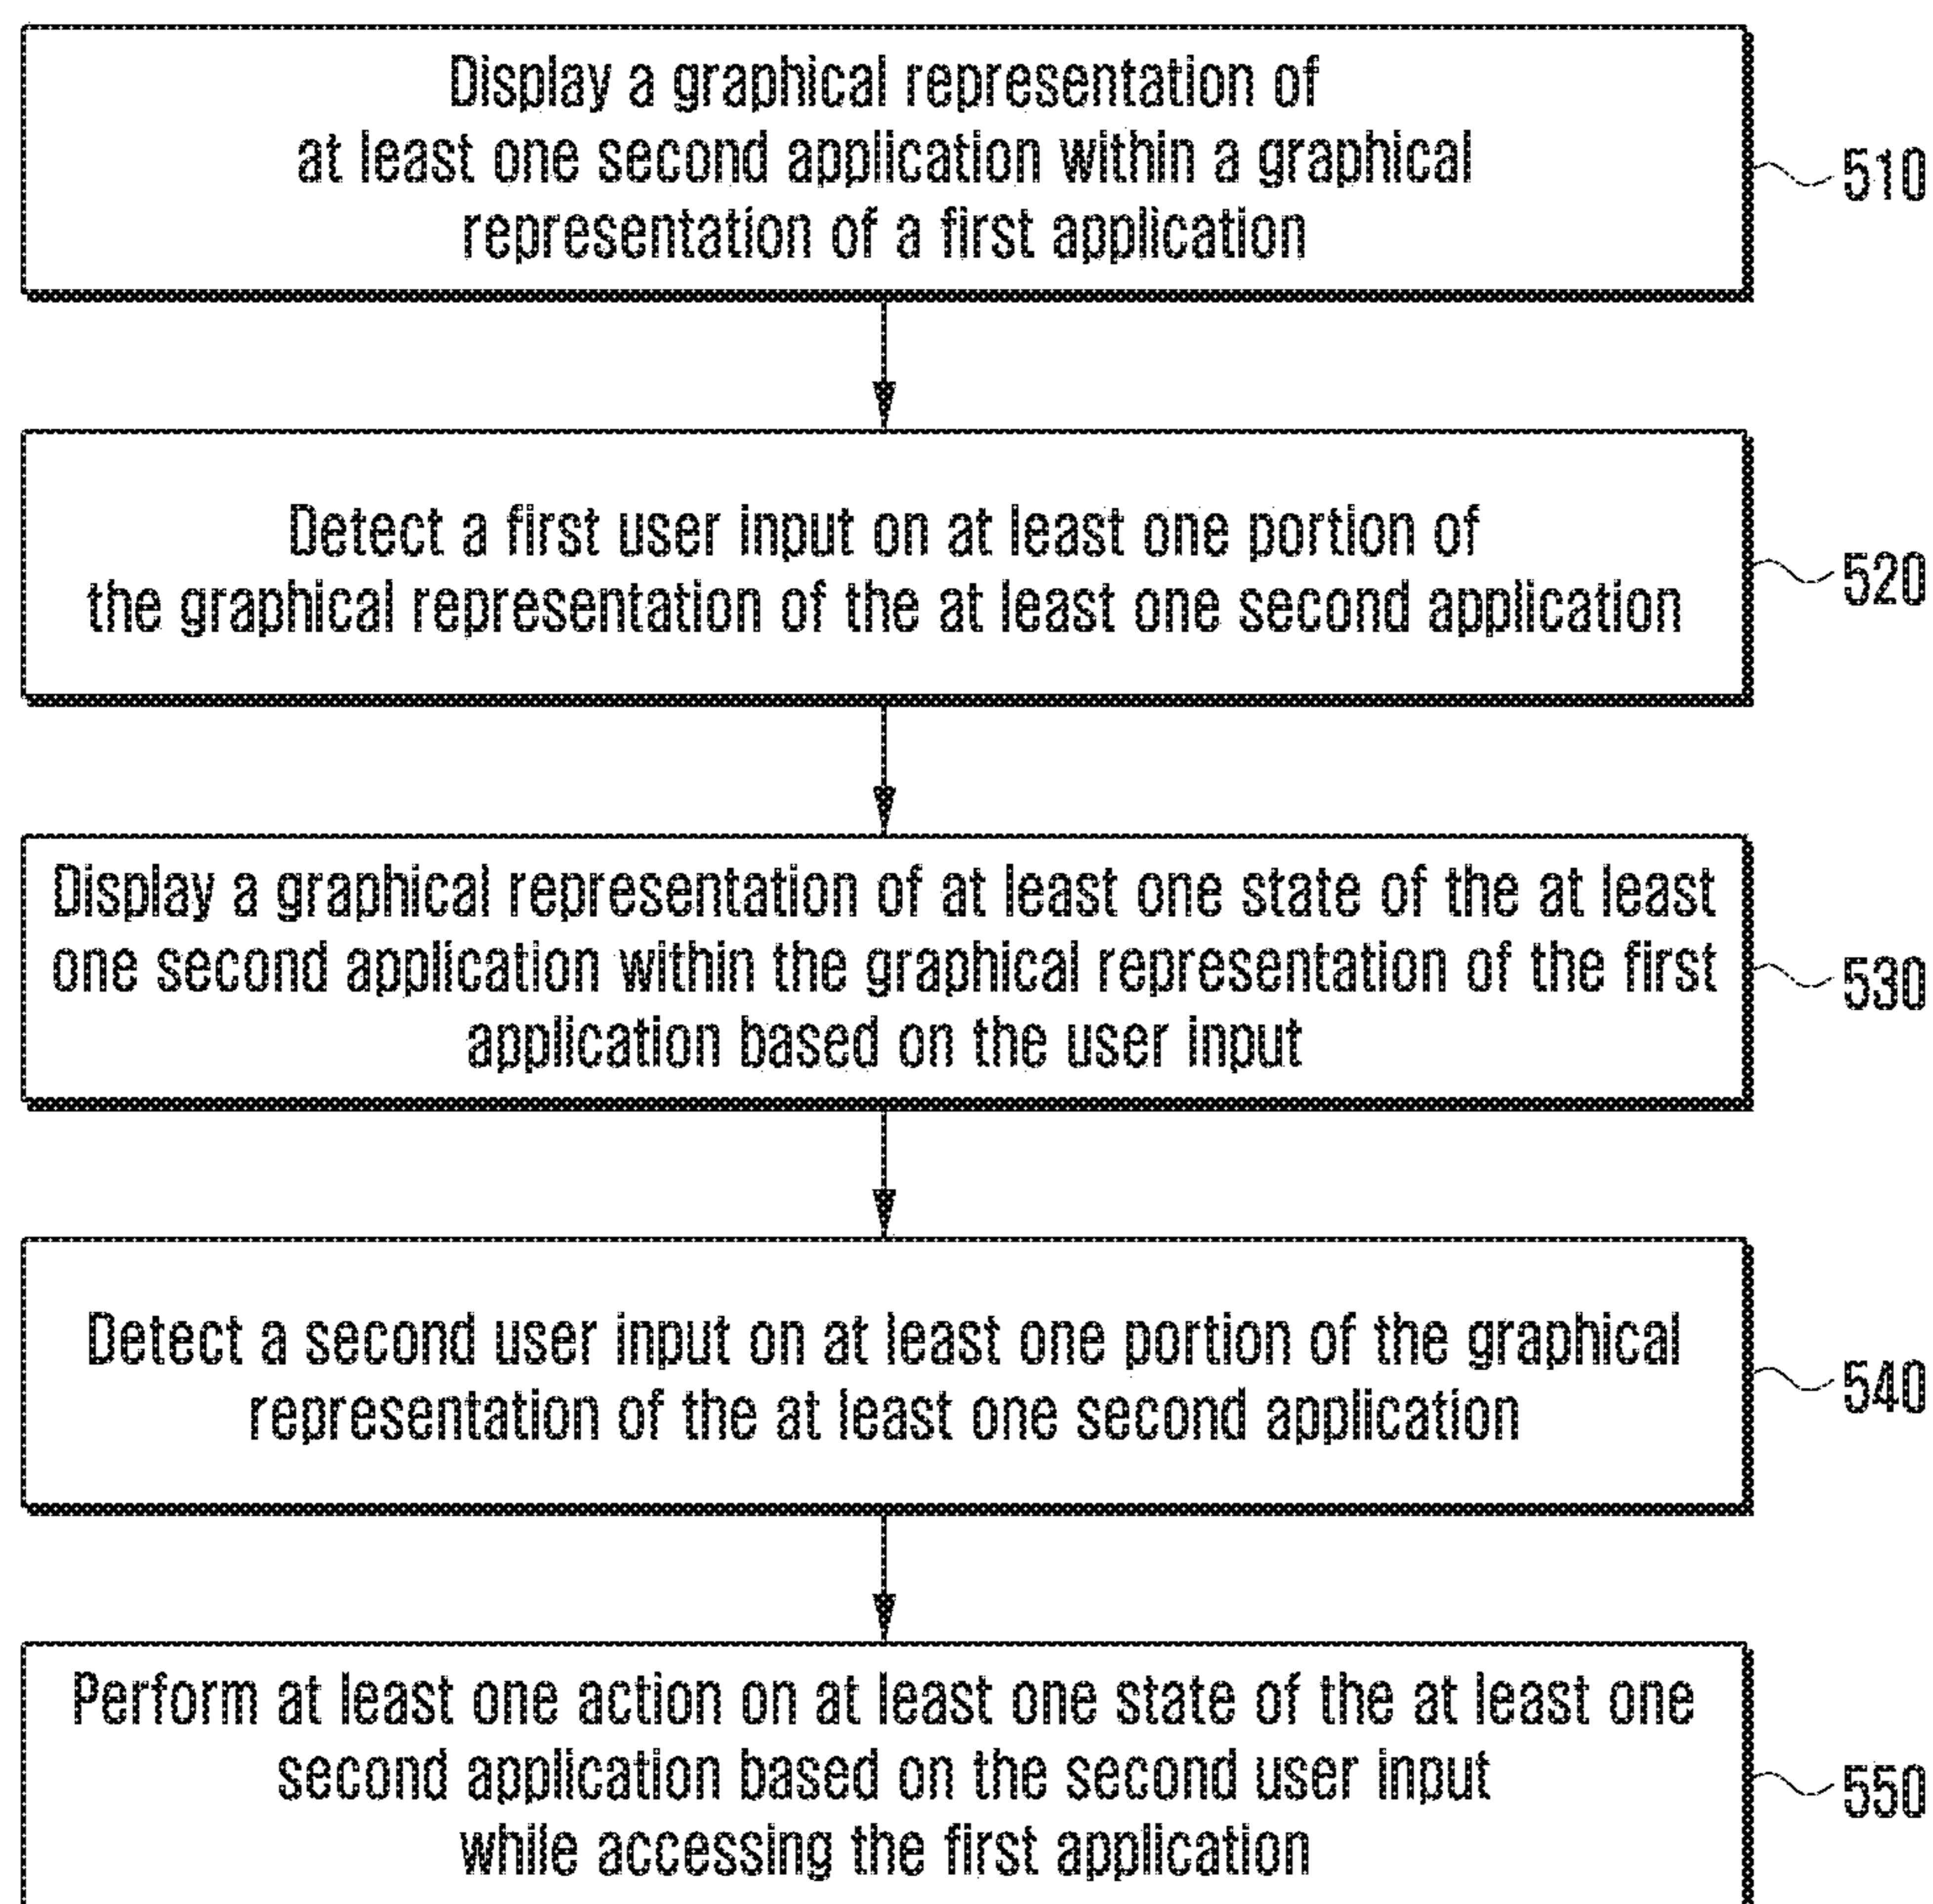 Display a graphical representation of
at least one second application within a graphical
representation of a first application
510
Detect a first user input on at least one portion of
the graphical representation of the at least one second application
520
Display a graphical representation of at least one state of the at least
one second application within the graphical representation of the first
application based on the user input
530
Detect a second user input on at least one portion of the graphical
representation of the at least one second application
540
Perform at least one action on at least one state of the at least one
second application based on the second user input
while accessing the first application
550